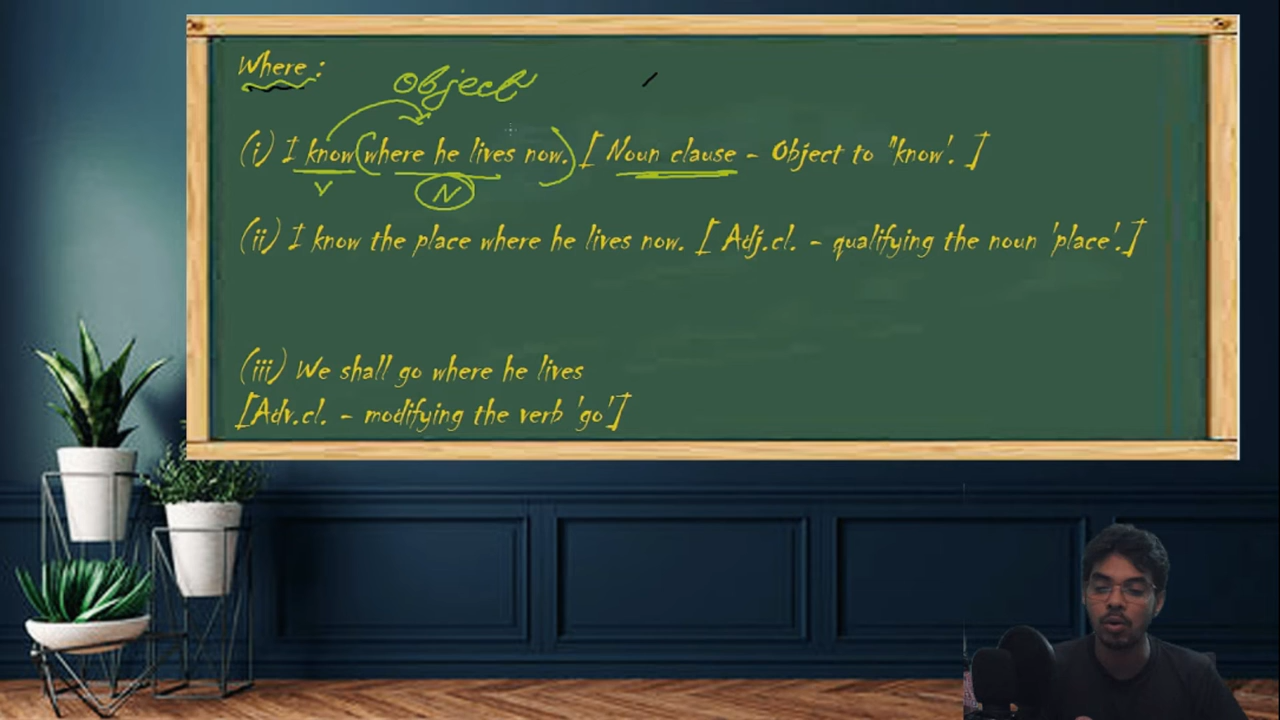 Where :
Object
(i) I know (where he lives now.) [ Noun clause - Object to "know'. ]
V N
(ii) I know the place where he lives now. [ Adj.cl. - qualifying the noun 'place'.]
(iii) We shall go where he lives
[Adv.cl. - modifying the verb 'go']